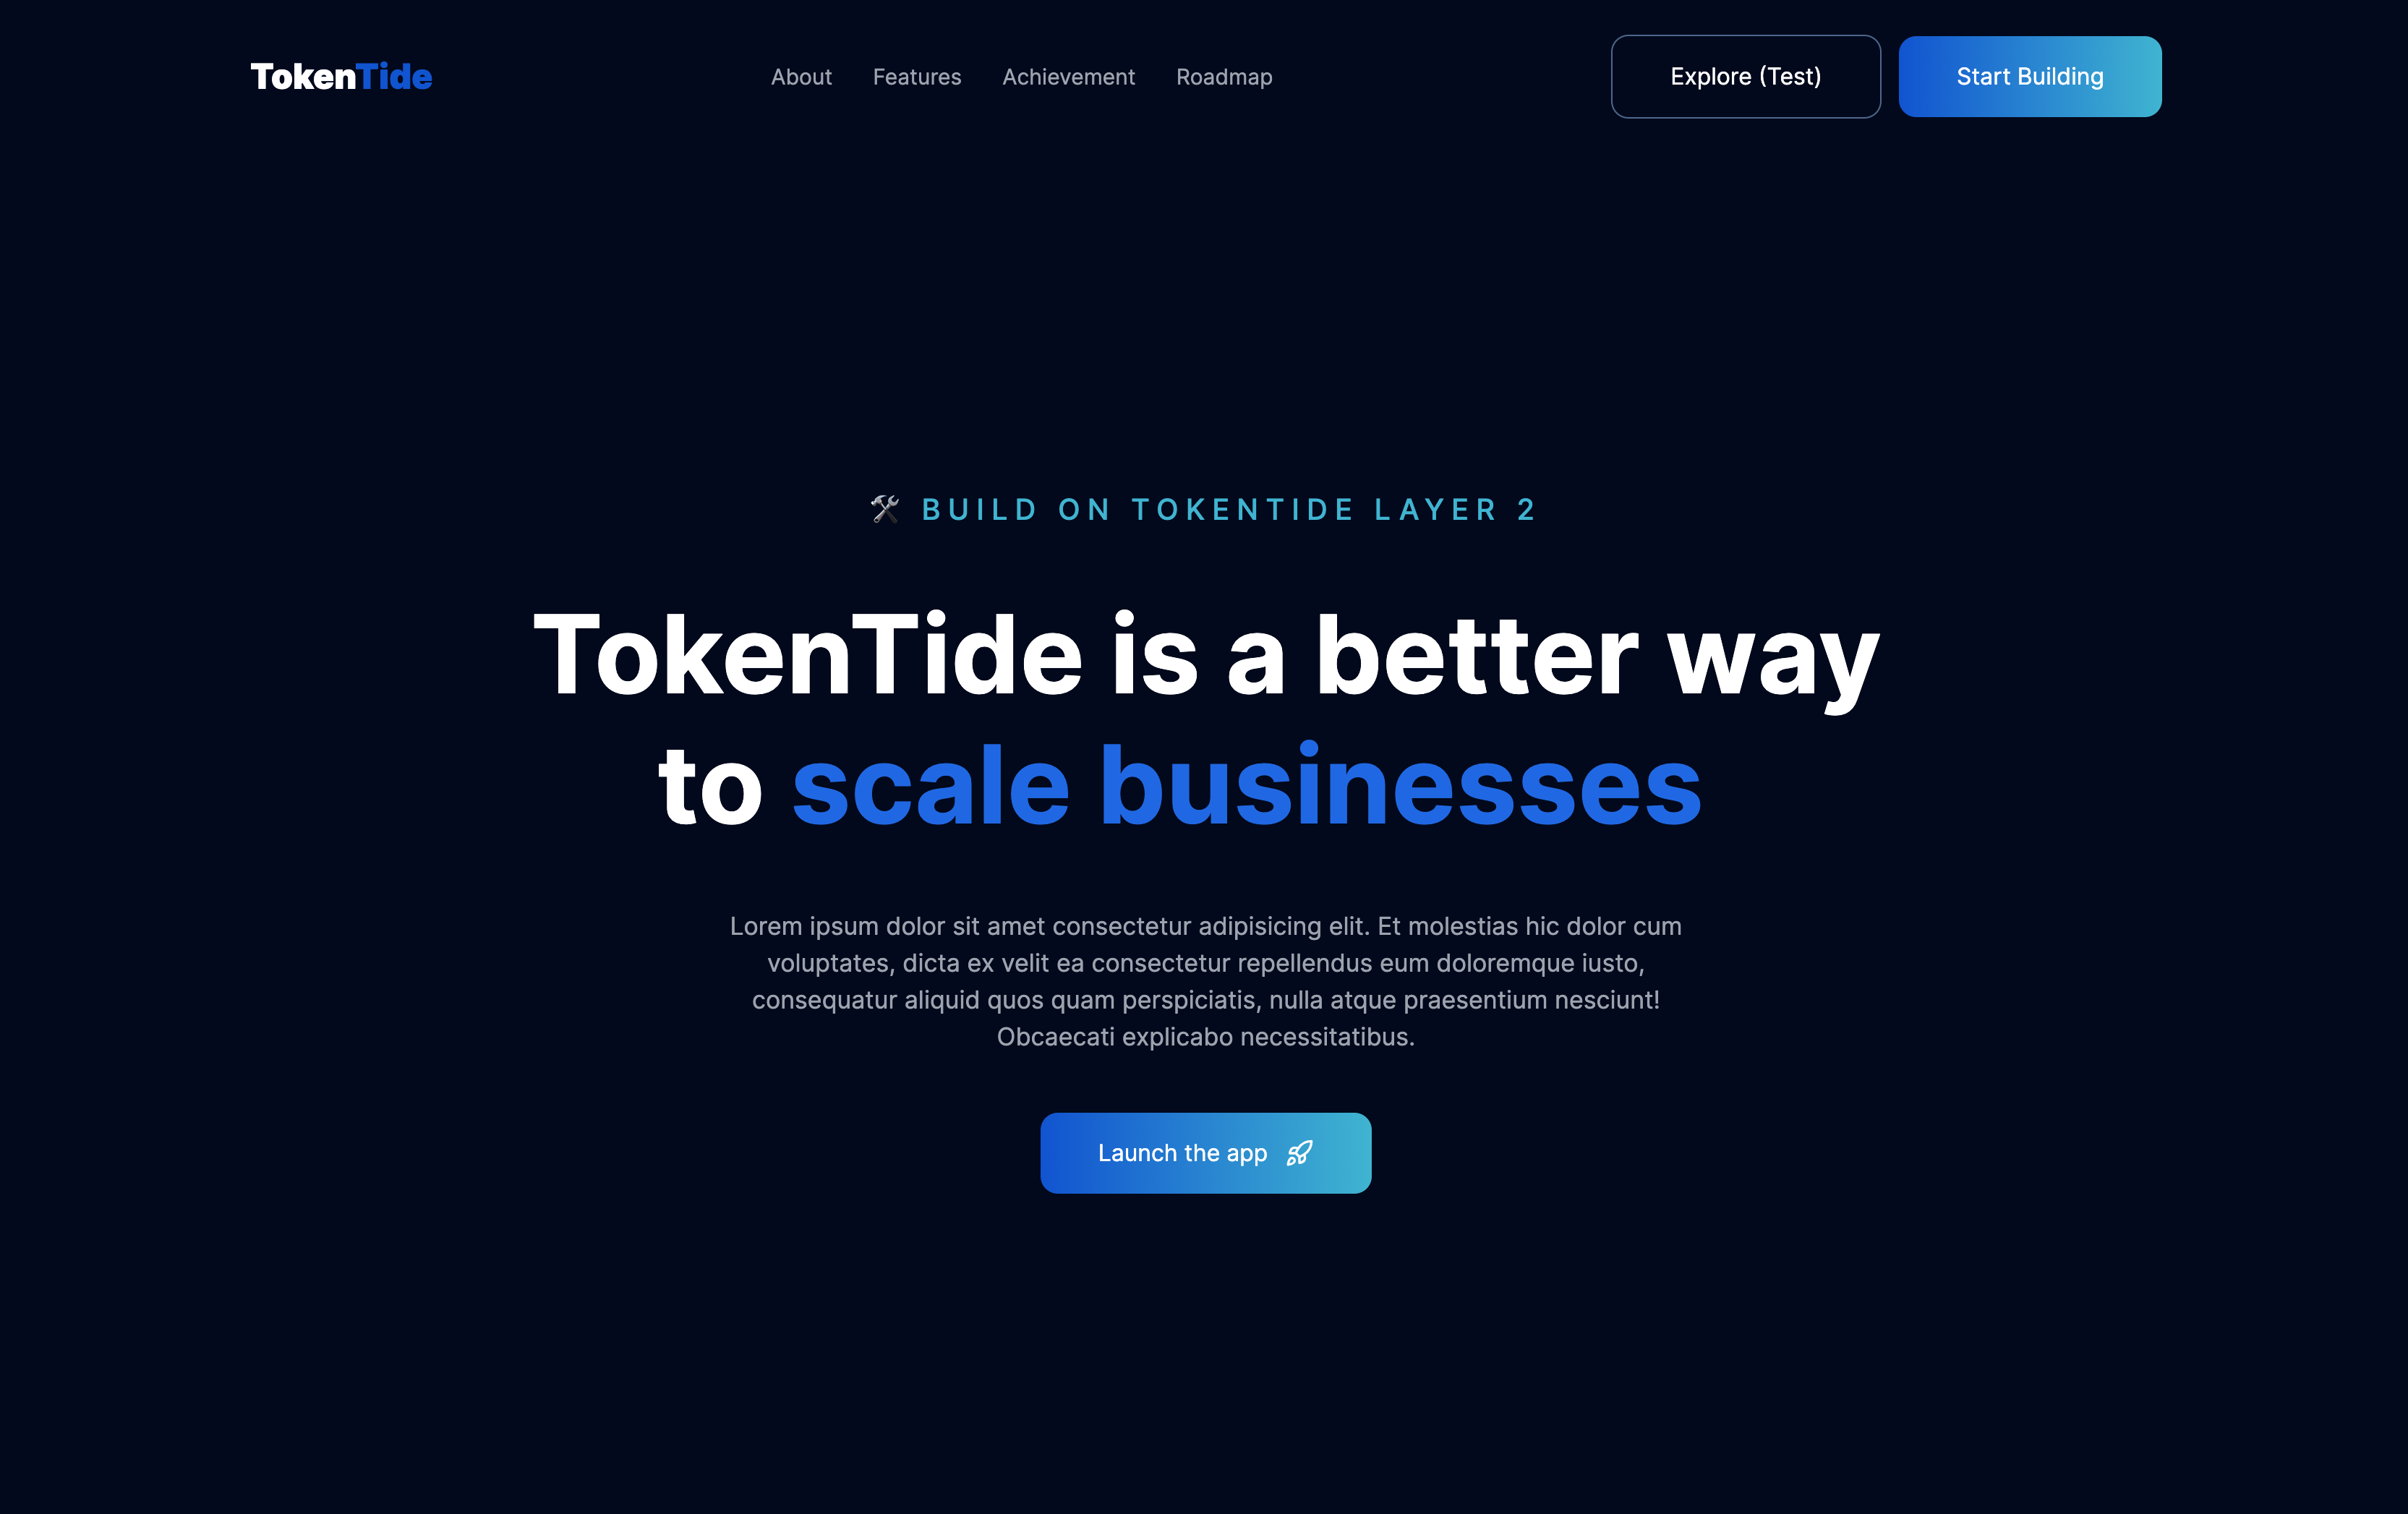 TokenTide
About Features Achievement Roadmap
Explore (Test)
Start Building
🛠 BUILD ON TOKENTIDE LAYER 2
TokenTide is a better way
to scale businesses
Lorem ipsum dolor sit amet consectetur adipisicing elit. Et molestias hic dolor cum
voluptates, dicta ex velit ea consectetur repellendus eum doloremque iusto,
consequatur aliquid quos quam perspiciatis, nulla atque praesentium nesciunt!
Obcaecati explicabo necessitatibus.
Launch the app